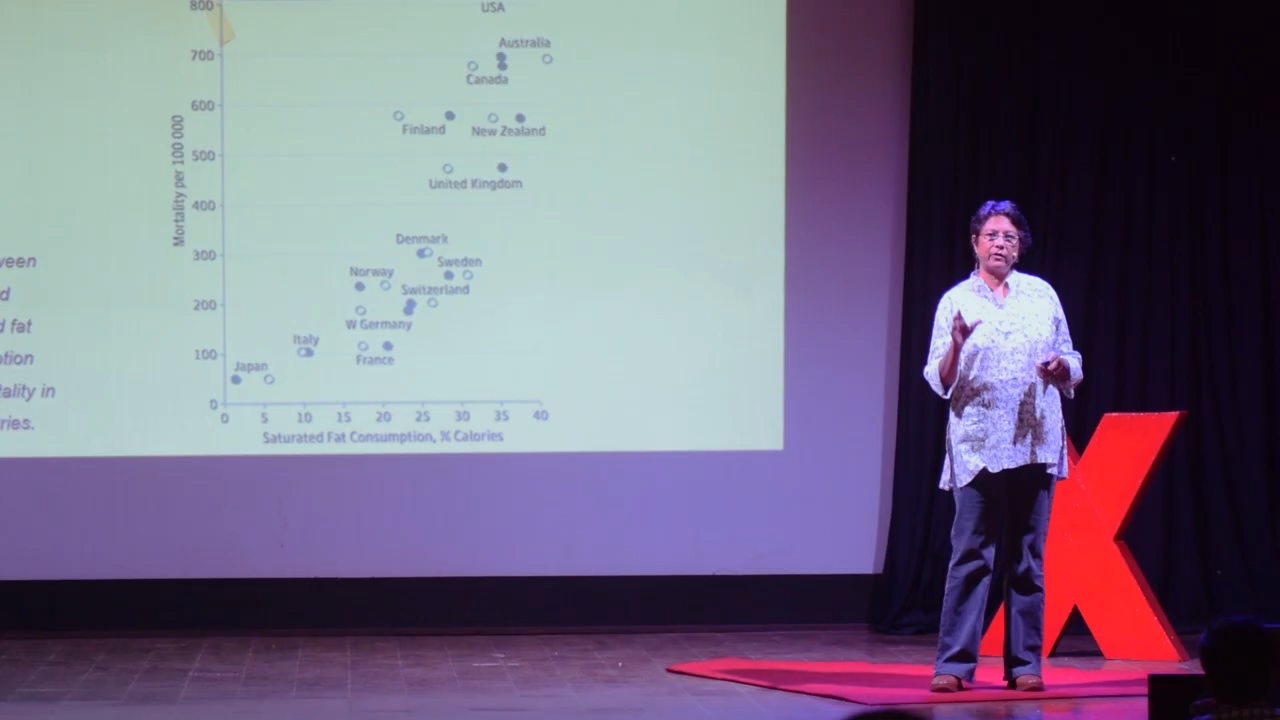 ween
d
d fat
ption
tality in
ries.
Mortality per 100 000
800
700
600
500
400
300
200
100
0
USA
Australia
Canada
Finland
New Zealand
United Kingdom
Denmark
Sweden
Norway
Switzerland
W Germany
Italy
France
Japan
0 5 10 15 20 25 30 35 40
Saturated Fat Consumption, % Calories
X